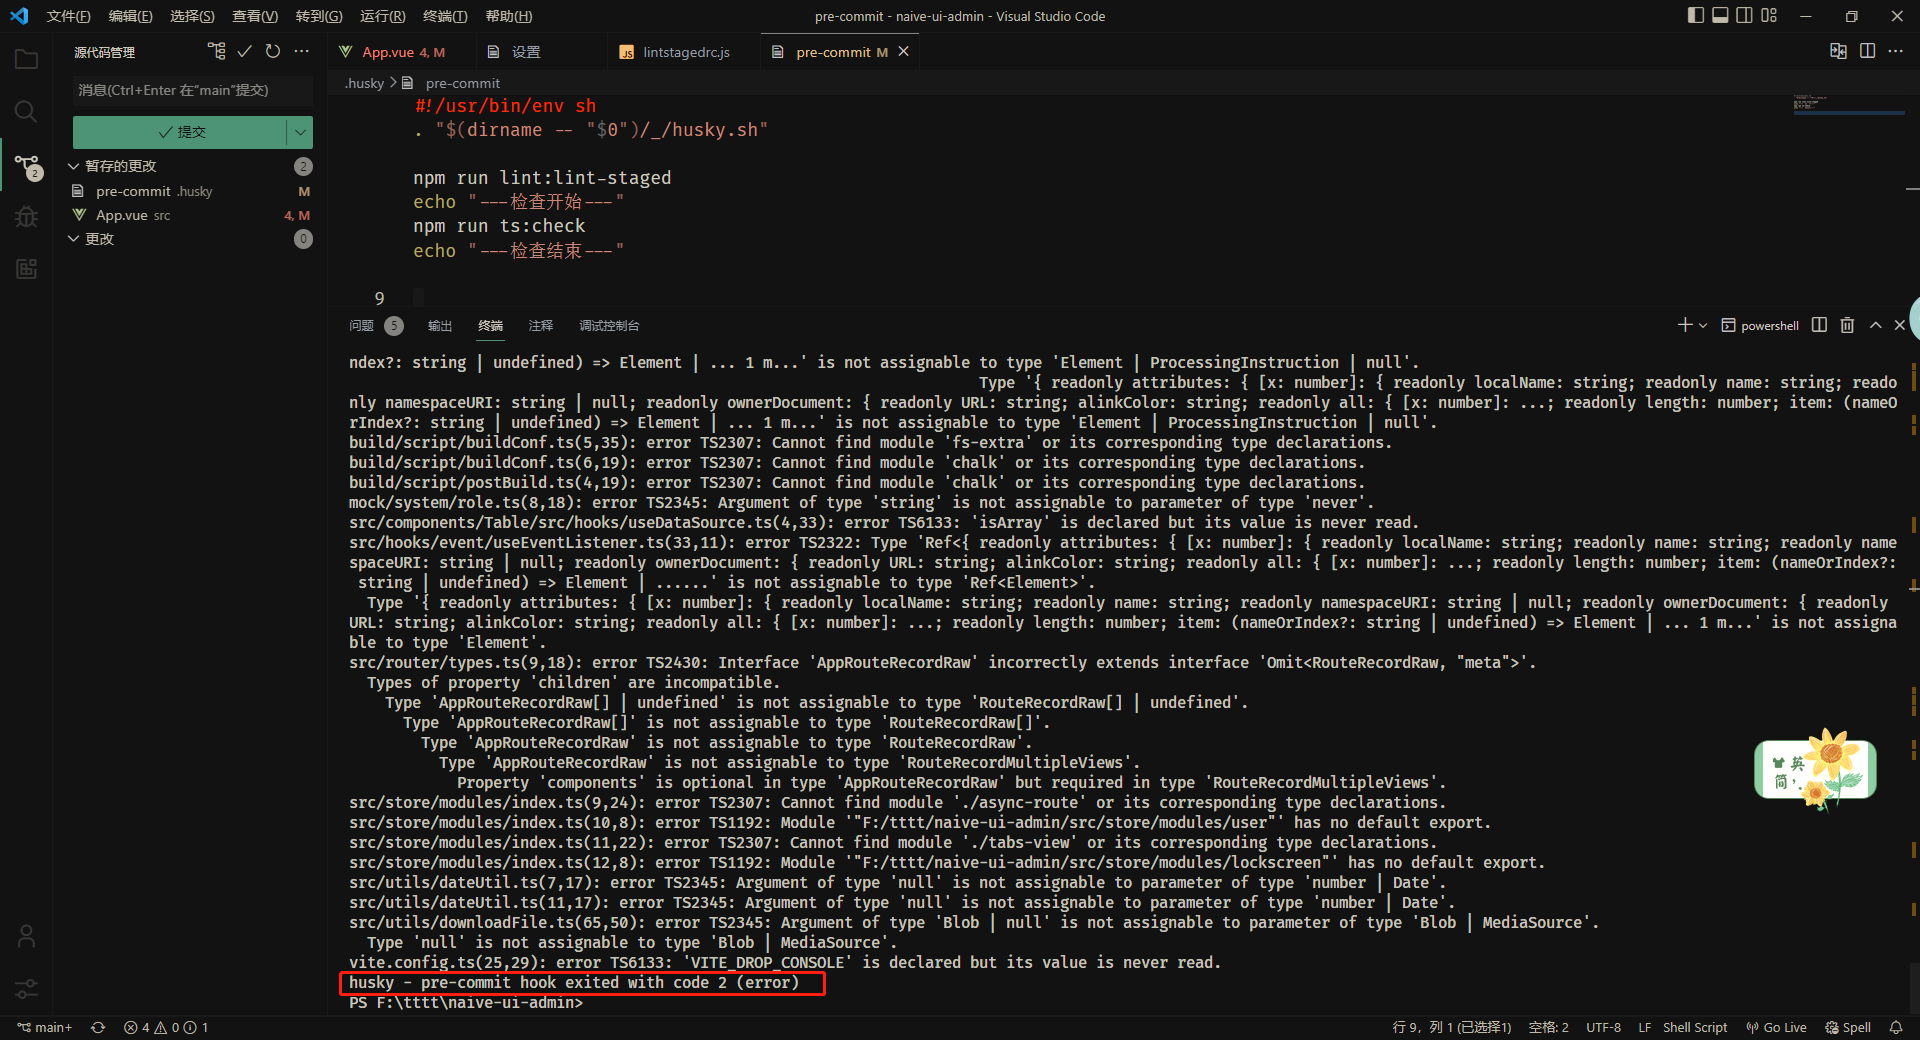 文件(F) 编辑(E) 选择(S) 查看(V) 转到(G) 运行(R) 终端(T) 帮助(H)
pre-commit - naive-ui-admin - Visual Studio Code
源代码管理
App.vue 4, M
设置
JS lintstagedrc.js
pre-commit M
消息(Ctrl+Enter 在"main"提交)
提交
暂存的更改 2
pre-commit .husky M
App.vue src 4, M
更改 0
2
.husky > pre-commit
#!/usr/bin/env sh
. "$(dirname -- "$0")/_/husky.sh"
npm run lint:lint-staged
echo "---检查开始---"
npm run ts:check
echo "---检查结束---"
9
问题 5 输出 终端 注释 调试控制台
powershell
ndex?: string | undefined) => Element | ... 1 m...' is not assignable to type 'Element | ProcessingInstruction | null'.
Type '{ readonly attributes: { [x: number]: { readonly localName: string; readonly name: string; reado
nly namespaceURI: string | null; readonly ownerDocument: { readonly URL: string; alinkColor: string; readonly all: { [x: number]: ...; readonly length: number; item: (nameO
rIndex?: string | undefined) => Element | ... 1 m...' is not assignable to type 'Element | ProcessingInstruction | null'.
build/script/buildConf.ts(5,35): error TS2307: Cannot find module 'fs-extra' or its corresponding type declarations.
build/script/buildConf.ts(6,19): error TS2307: Cannot find module 'chalk' or its corresponding type declarations.
build/script/postBuild.ts(4,19): error TS2307: Cannot find module 'chalk' or its corresponding type declarations.
mock/system/role.ts(8,18): error TS2345: Argument of type 'string' is not assignable to parameter of type 'never'.
src/components/Table/src/hooks/useDataSource.ts(4,33): error TS6133: 'isArray' is declared but its value is never read.
src/hooks/event/useEventListener.ts(33,11): error TS2322: Type 'Ref<{ readonly attributes: { [x: number]: { readonly localName: string; readonly name: string; readonly name
spaceURI: string | null; readonly ownerDocument: { readonly URL: string; alinkColor: string; readonly all: { [x: number]: ...; readonly length: number; item: (nameOrIndex?:
string | undefined) => Element | ......' is not assignable to type 'Ref<Element>'.
Type '{ readonly attributes: { [x: number]: { readonly localName: string; readonly name: string; readonly namespaceURI: string | null; readonly ownerDocument: { readonly
URL: string; alinkColor: string; readonly all: { [x: number]: ...; readonly length: number; item: (nameOrIndex?: string | undefined) => Element | ... 1 m...' is not assigna
ble to type 'Element'.
src/router/types.ts(9,18): error TS2430: Interface 'AppRouteRecordRaw' incorrectly extends interface 'Omit<RouteRecordRaw, "meta">'.
Types of property 'children' are incompatible.
Type 'AppRouteRecordRaw[] | undefined' is not assignable to type 'RouteRecordRaw[] | undefined'.
Type 'AppRouteRecordRaw[]' is not assignable to type 'RouteRecordRaw[]'.
Type 'AppRouteRecordRaw' is not assignable to type 'RouteRecordRaw'.
Type 'AppRouteRecordRaw' is not assignable to type 'RouteRecordMultipleViews'.
Property 'components' is optional in type 'AppRouteRecordRaw' but required in type 'RouteRecordMultipleViews'.
src/store/modules/index.ts(9,24): error TS2307: Cannot find module './async-route' or its corresponding type declarations.
src/store/modules/index.ts(10,8): error TS1192: Module '"F:/tttt/naive-ui-admin/src/store/modules/user"' has no default export.
src/store/modules/index.ts(11,22): error TS2307: Cannot find module './tabs-view' or its corresponding type declarations.
src/store/modules/index.ts(12,8): error TS1192: Module '"F:/tttt/naive-ui-admin/src/store/modules/lockscreen"' has no default export.
src/utils/dateUtil.ts(7,17): error TS2345: Argument of type 'null' is not assignable to parameter of type 'number | Date'.
src/utils/dateUtil.ts(11,17): error TS2345: Argument of type 'null' is not assignable to parameter of type 'number | Date'.
src/utils/downloadFile.ts(65,50): error TS2345: Argument of type 'Blob | null' is not assignable to parameter of type 'Blob | MediaSource'.
Type 'null' is not assignable to type 'Blob | MediaSource'.
vite.config.ts(25,29): error TS6133: 'VITE_DROP_CONSOLE' is declared but its value is never read.
husky - pre-commit hook exited with code 2 (error)
PS F:\tttt\naive-ui-admin>
英
简 ,
main+ 4 0 1
行 9，列 1 (已选择1) 空格: 2 UTF-8 LF Shell Script Go Live Spell